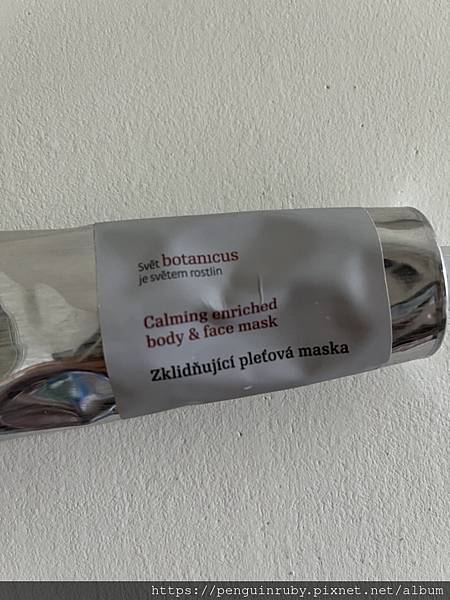 Svět botanicus
je světem rostlin
Calming enriched
body & face mask
Zklidňující pleťová maska
https://penguinruby.pixnet.net/album